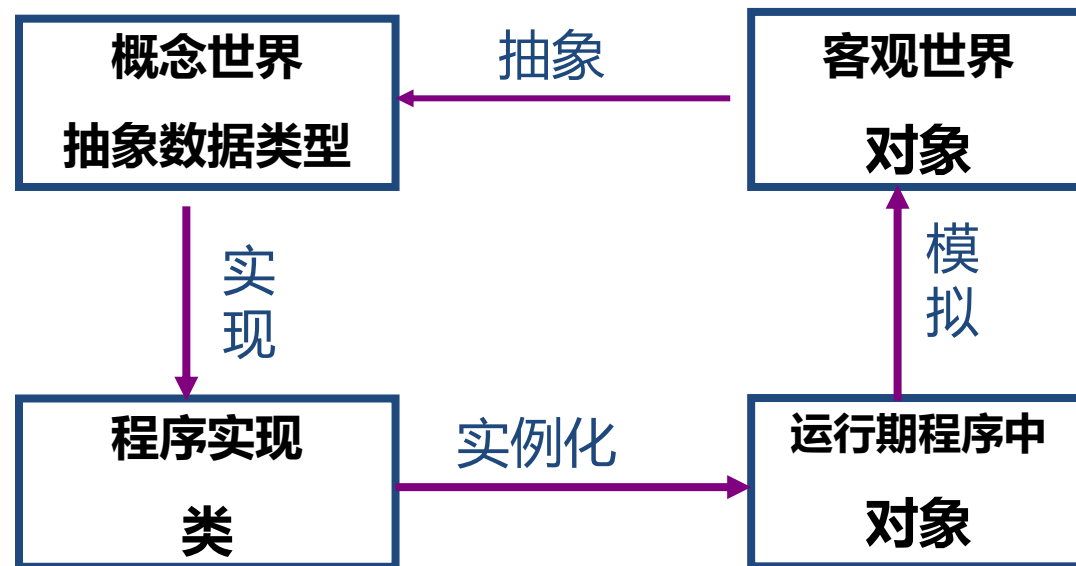 概念世界
抽象数据类型
抽象
客观世界
对象
实
现
模
拟
程序实现
类
实例化
运行期程序中
对象